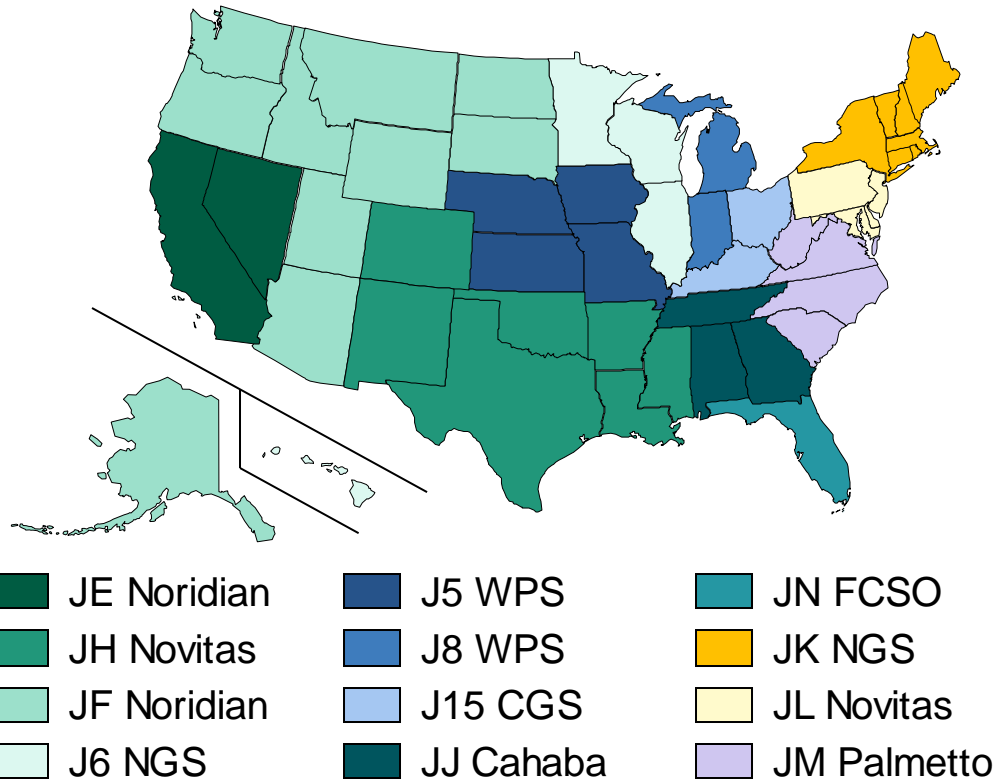 JE Noridian
JH Novitas
JF Noridian
J6 NGS
J5 WPS
J8 WPS
J15 CGS
JJ Cahaba
JN FCSO
JK NGS
JL Novitas
JM Palmetto